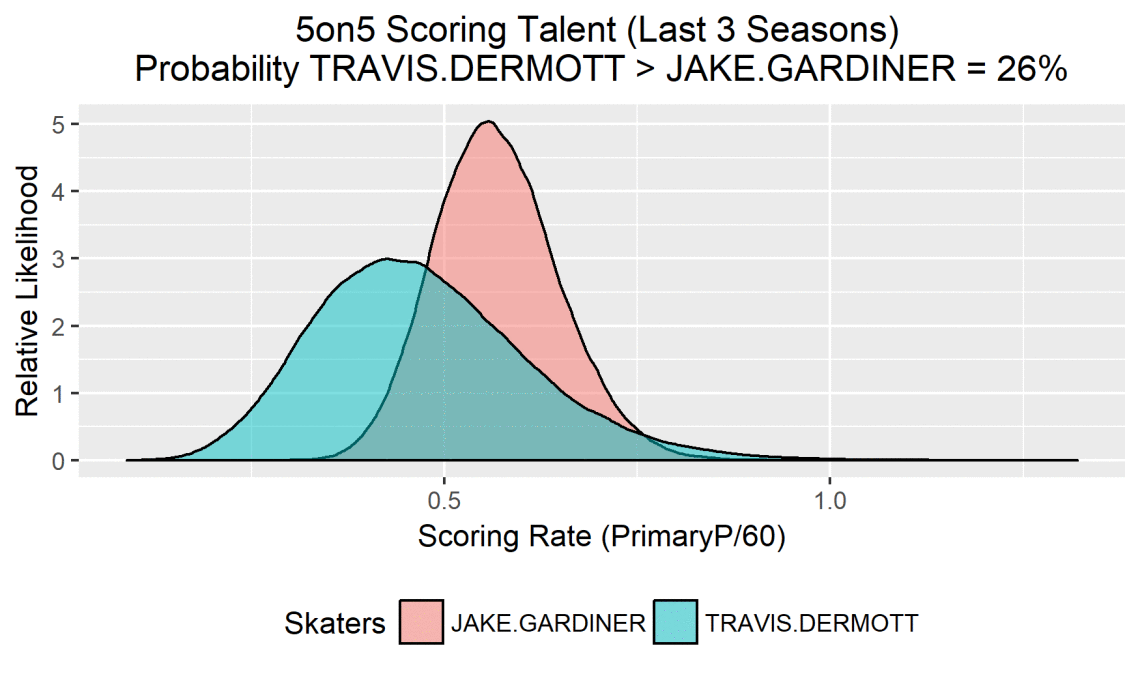 5on5 Scoring Talent (Last 3 Seasons)
Probability TRAVIS.DERMOTT > JAKE.GARDINER = 26%
Relative Likelihood
5
4
3
2
1
0
0.5
1.0
Scoring Rate (PrimaryP/60)
Skaters JAKE.GARDINER TRAVIS.DERMOTT